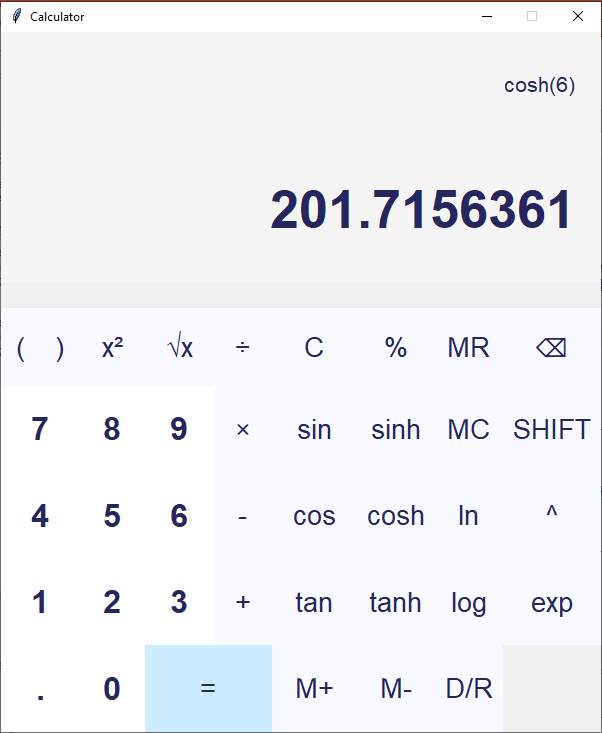 Calculator
cosh(6)
201.7156361
( ) x² √x ÷ C % MR ⌫
7 8 9 × sin sinh MC SHIFT
4 5 6 - cos cosh ln ^
1 2 3 + tan tanh log exp
. 0 = M+ M- D/R